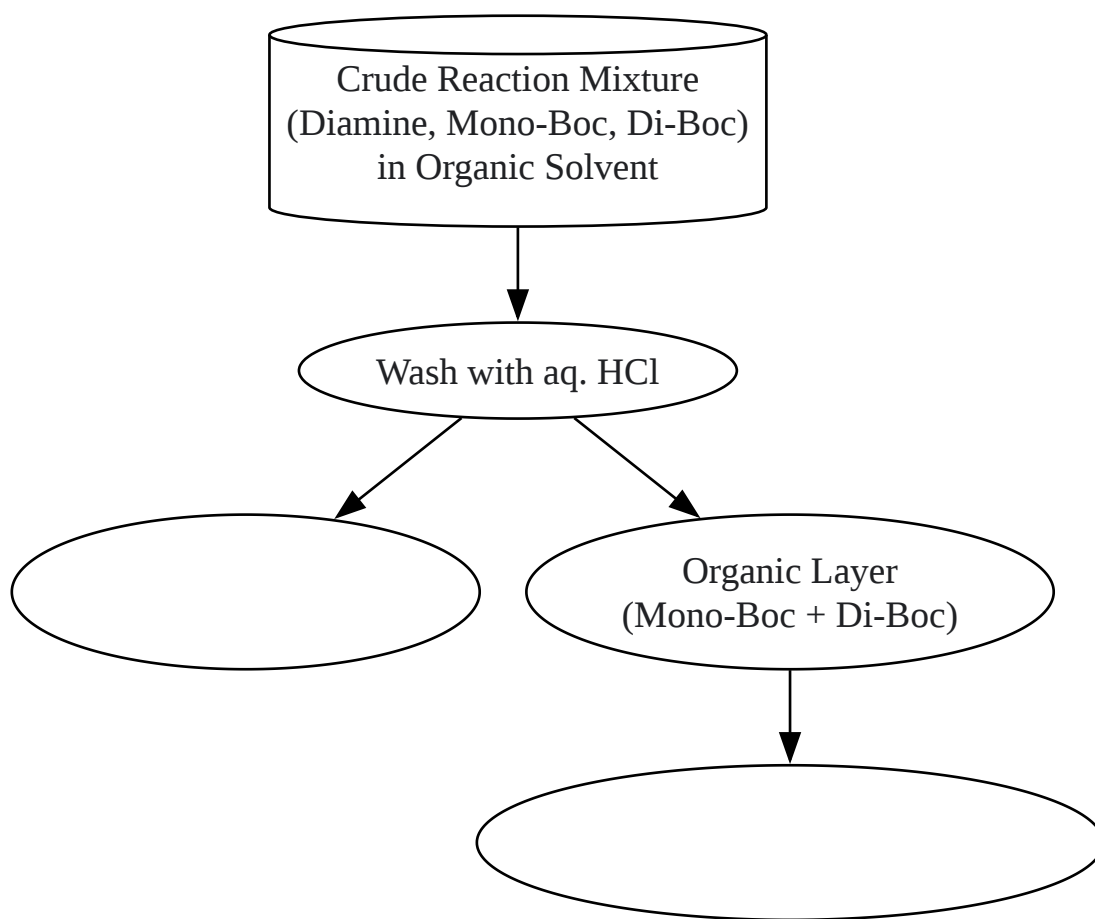 Crude Reaction Mixture
(Diamine, Mono-Boc, Di-Boc)
in Organic Solvent
Wash with aq. HCl
Organic Layer
(Mono-Boc + Di-Boc)